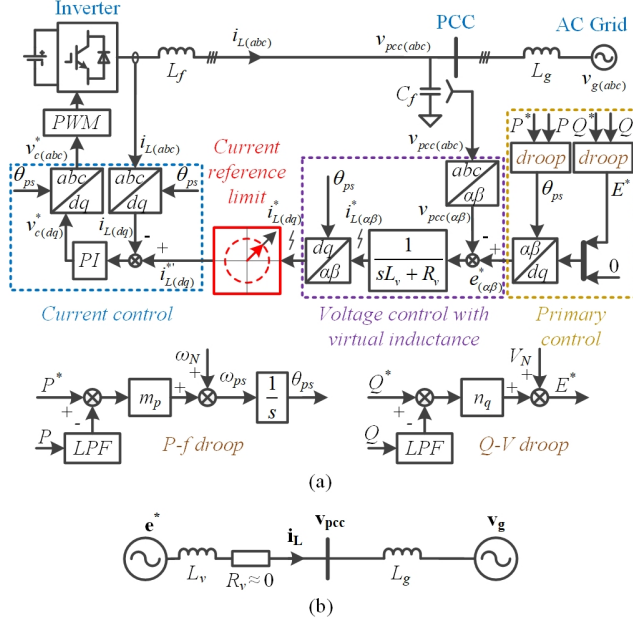 Inverter
i_L(abc)
v_pcc(abc)
PCC
AC Grid
L_f
L_g
v_g(abc)
C_f
PWM
v*_c(abc)
i_L(abc)
v_pcc(abc)
P* P Q* Q
droop droop
θ_ps
abc
dq
abc
dq
θ_ps
Current
reference
limit
θ_ps
i*_L(dq)
i*_L(αβ)
abc
αβ
v_pcc(αβ)
θ_ps
E*
v*_c(dq)
i_L(dq)
-
PI
+
i*'_L(dq)
dq
αβ
1
sL_v + R_v
-
+
e*_(αβ)
αβ
dq
0
Current control
Voltage control with
virtual inductance
Primary
control
P*
+
-
m_p
+
ω_N
+
ω_ps
1
s
θ_ps
P
LPF
P-f droop
Q*
+
-
n_q
+
V_N
+
E*
Q
LPF
Q-V droop
(a)
e*
i_L
v_pcc
v_g
L_v
R_v ≈ 0
L_g
(b)